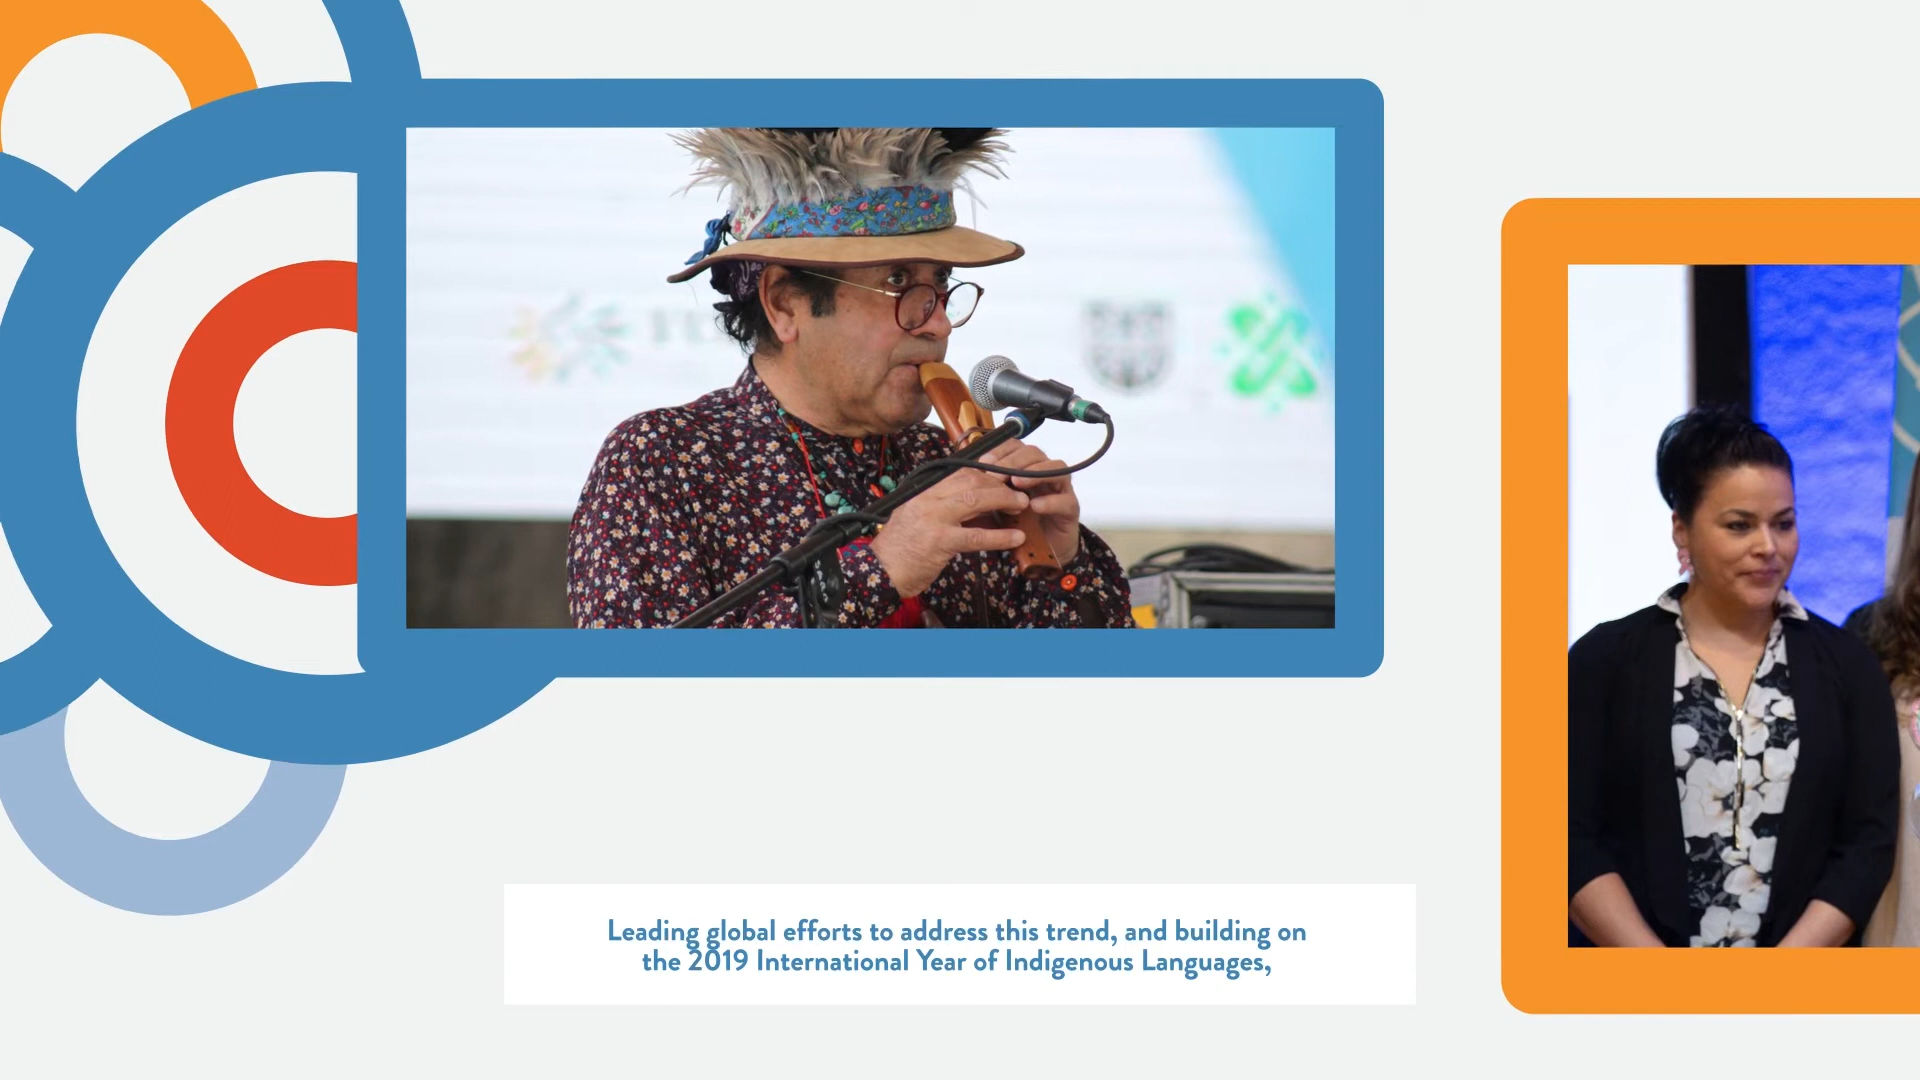 Leading global efforts to address this trend, and building on
the 2019 International Year of Indigenous Languages,